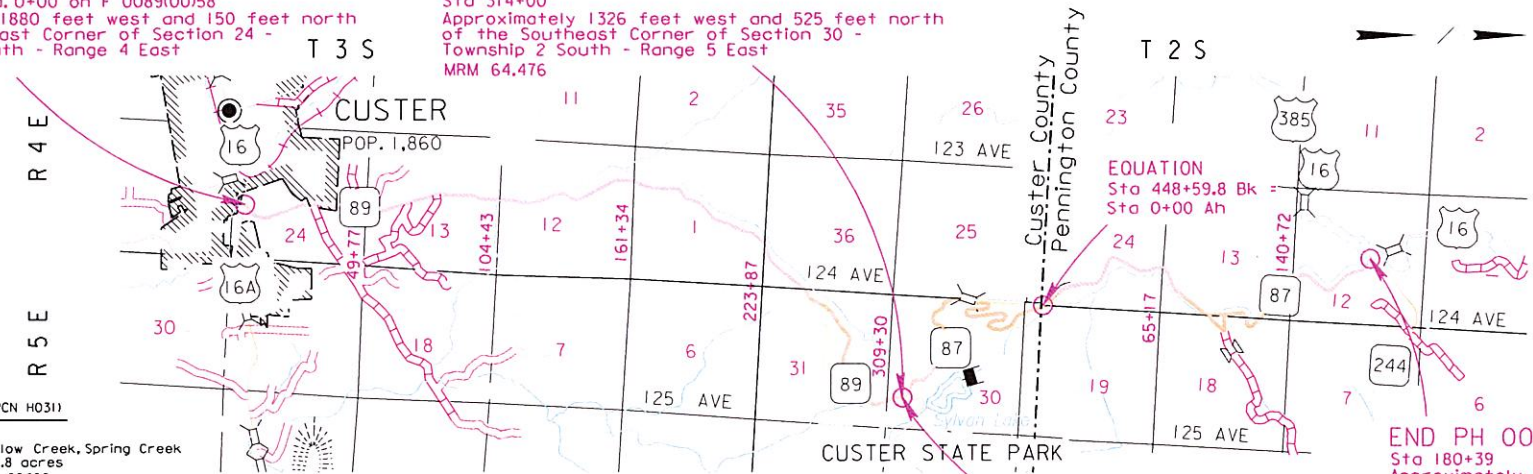 Sta. 0+00 on P 0089(00)58
1880 feet west and 150 feet north
east Corner of Section 24 -
th - Range 4 East
Sta 314+00
Approximately 1326 feet west and 525 feet north
of the Southeast Corner of Section 30 -
Township 2 South - Range 5 East
MRM 64.476
T 3 S
T 2 S
Custer County
Pennington County
R 4 E
R 5 E
CUSTER
POP. 1,860
16
16A
89
11
2
35
26
23
385
16
11
2
123 AVE
EQUATION
Sta 448+59.8 Bk =
Sta 0+00 Ah
24
49+77
13
104+43
12
161+34
1
223+87
36
124 AVE
309+30
25
24
65+17
13
140+72
87
12
16
124 AVE
30
18
7
6
31
89
87
30
19
18
7
244
6
125 AVE
Sylvan Lake
CUSTER STATE PARK
125 AVE
PCN H031)
low Creek, Spring Creek
.8 acres
END PH 00
Sta 180+39
Approximately